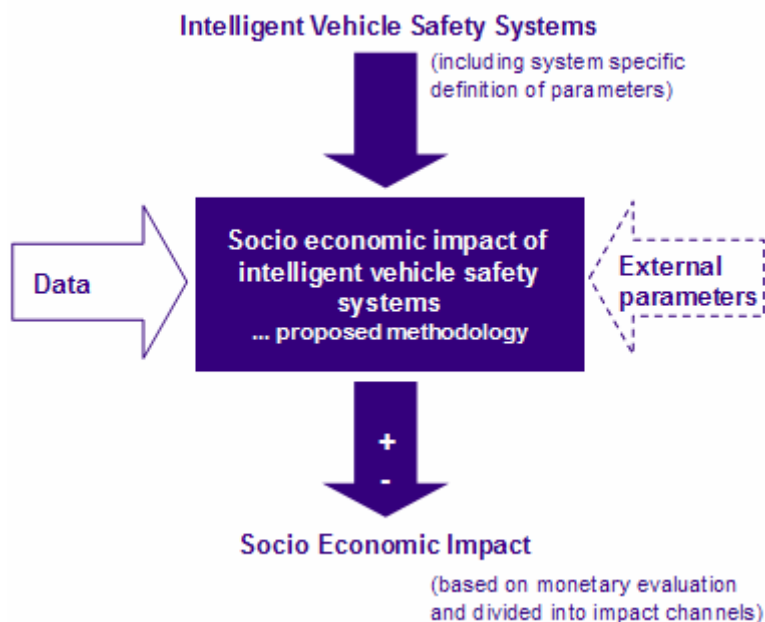 Intelligent Vehicle Safety Systems
(including system specific
definition of parameters)
Data
Socio economic impact of
intelligent vehicle safety
systems
... proposed methodology
External
parameters
+
-
Socio Economic Impact
(based on monetary evaluation
and divided into impact channels)